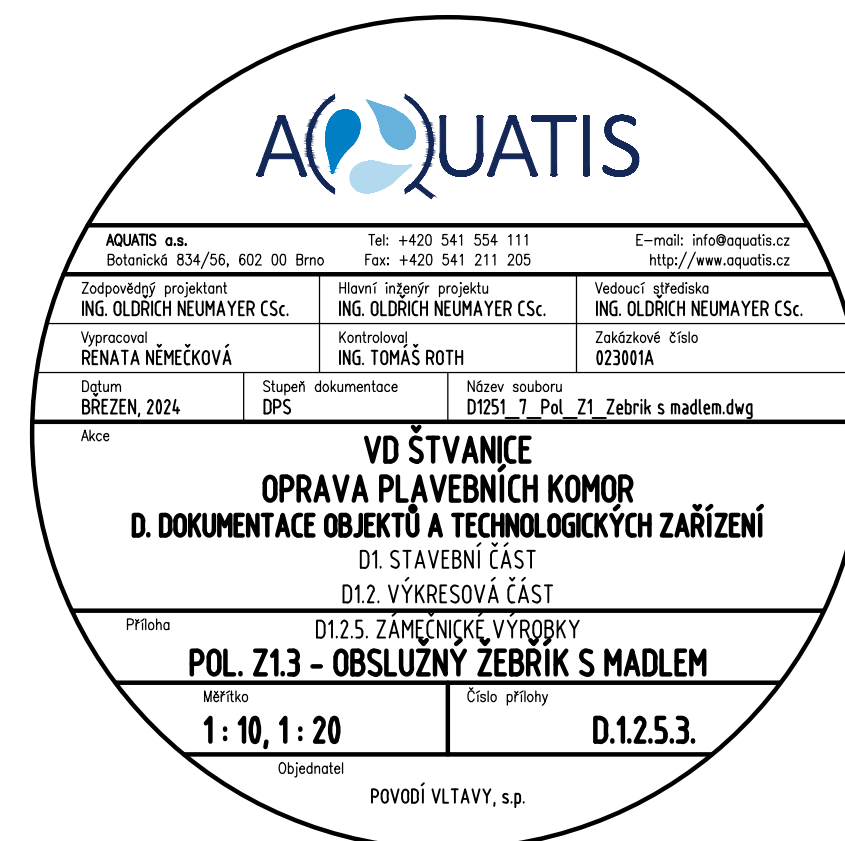 AQUATIS
AQUATIS a.s. Tel: +420 541 554 111 E-mail: info@aquatis.cz
Botanická 834/56, 602 00 Brno Fax: +420 541 211 205 http://www.aquatis.cz
Zodpovědný projektant Hlavní inženýr projektu Vedoucí střediska
ING. OLDŘICH NEUMAYER CSc. ING. OLDŘICH NEUMAYER CSc. ING. OLDŘICH NEUMAYER CSc.
Vypracoval Kontroloval Zakázkové číslo
RENATA NĚMEČKOVÁ ING. TOMÁŠ ROTH 023001A
Datum Stupeň dokumentace Název souboru
BŘEZEN, 2024 DPS D1251_7_Pol_Z1_Zebrik s madlem.dwg
Akce
VD ŠTVANICE
OPRAVA PLAVEBNÍCH KOMOR
D. DOKUMENTACE OBJEKTŮ A TECHNOLOGICKÝCH ZAŘÍZENÍ
D1. STAVEBNÍ ČÁST
D1.2. VÝKRESOVÁ ČÁST
Příloha D1.2.5. ZÁMEČNICKÉ VÝROBKY
POL. Z1.3 - OBSLUŽNÝ ŽEBŘÍK S MADLEM
Měřítko Číslo přílohy
1 : 10, 1 : 20 D.1.2.5.3.
Objednatel
POVODÍ VLTAVY, s.p.